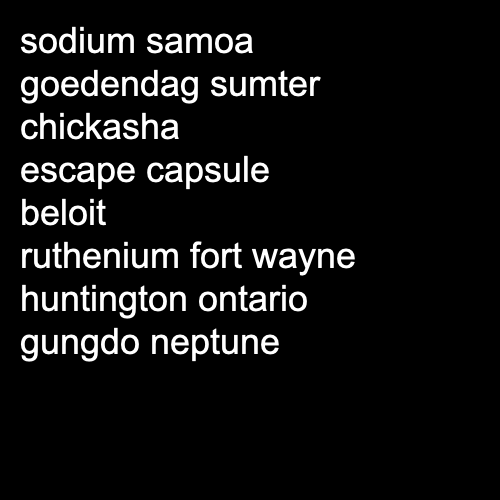 sodium samoa
goedendag sumter
chickasha
escape capsule
beloit
ruthenium fort wayne
huntington ontario
gungdo neptune